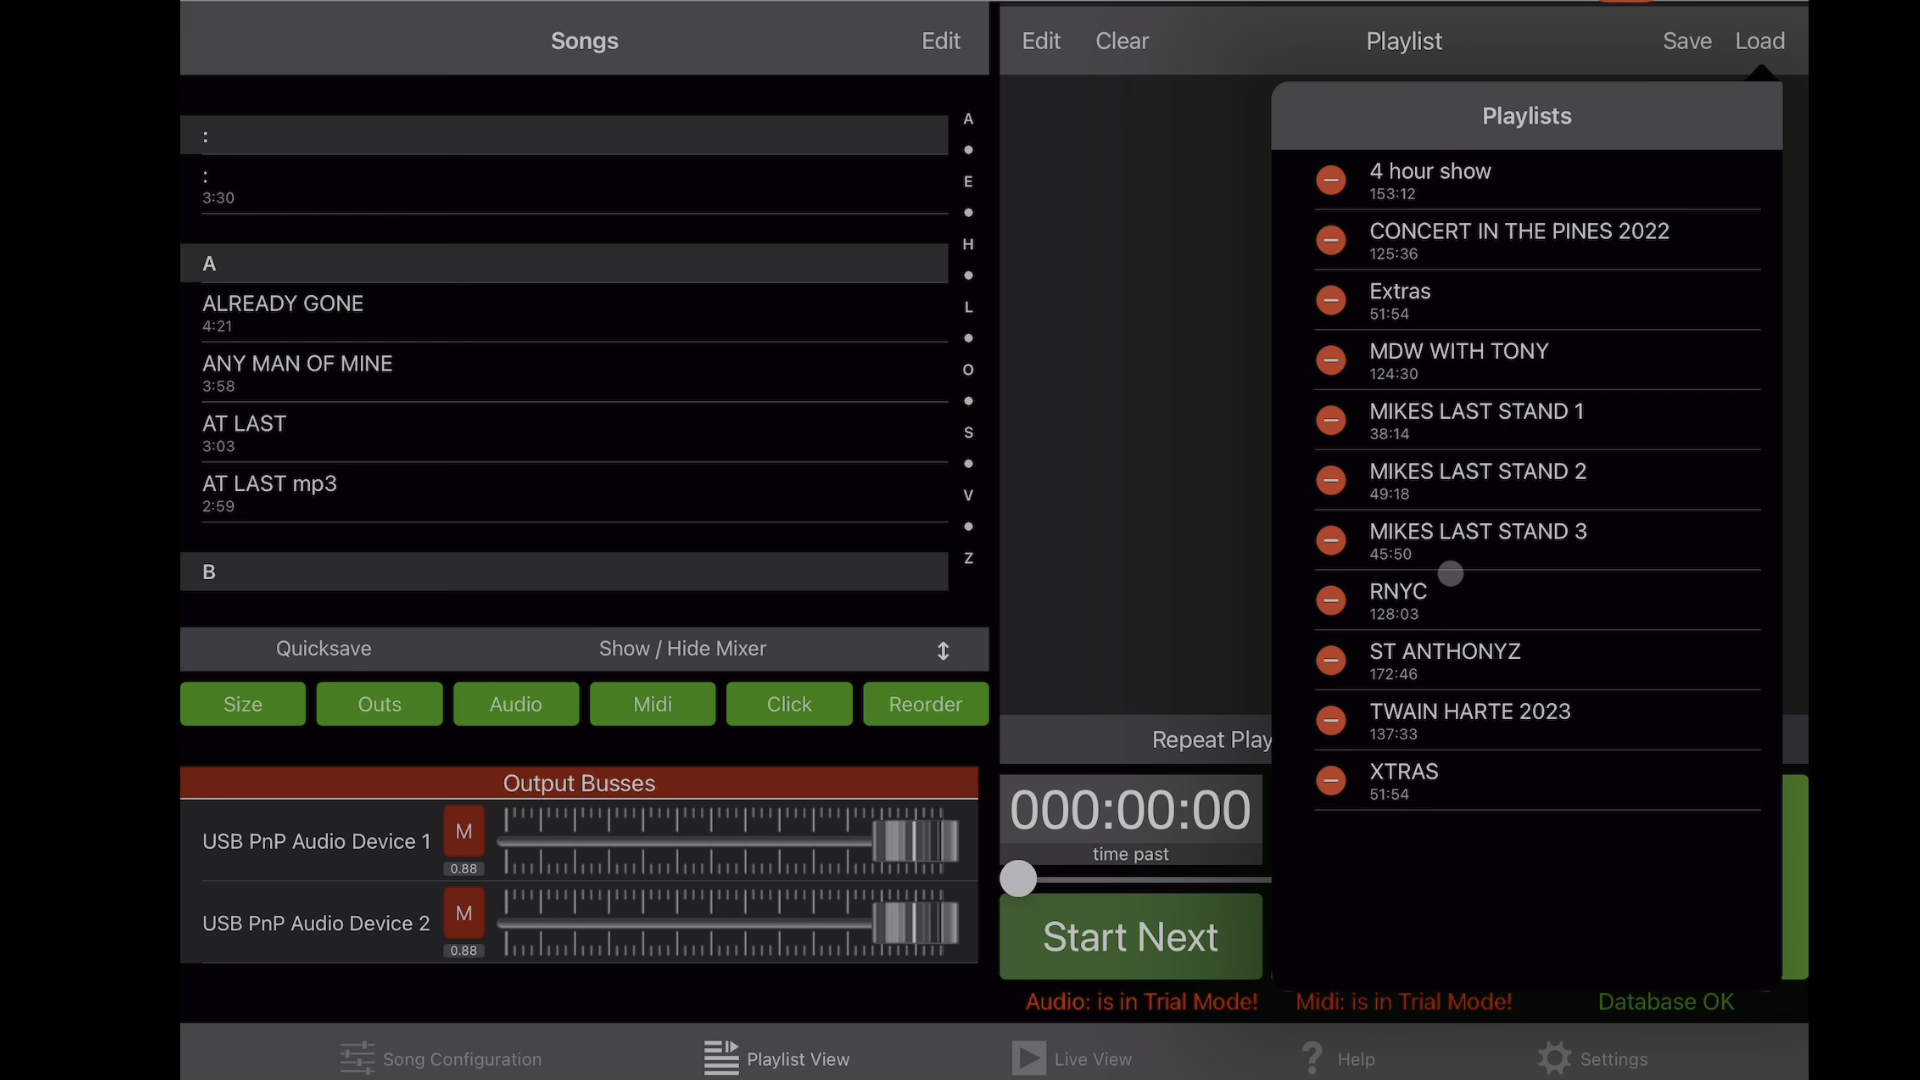 Songs
Edit
:
:
3:30
A
ALREADY GONE
4:21
ANY MAN OF MINE
3:58
AT LAST
3:03
AT LAST mp3
2:59
B
A
E
H
L
O
S
V
Z
Quicksave
Show / Hide Mixer
Size
Outs
Audio
Midi
Click
Reorder
Output Busses
USB PnP Audio Device 1
M
0.88
USB PnP Audio Device 2
M
0.88
Edit
Clear
Playlist
Save
Load
Playlists
4 hour show
153:12
CONCERT IN THE PINES 2022
125:36
Extras
51:54
MDW WITH TONY
124:30
MIKES LAST STAND 1
38:14
MIKES LAST STAND 2
49:18
MIKES LAST STAND 3
45:50
RNYC
128:03
ST ANTHONYZ
172:46
TWAIN HARTE 2023
137:33
XTRAS
51:54
Repeat Play
000:00:00
time past
Start Next
Audio: is in Trial Mode!
Midi: is in Trial Mode!
Database OK
Song Configuration
Playlist View
Live View
? Help
Settings